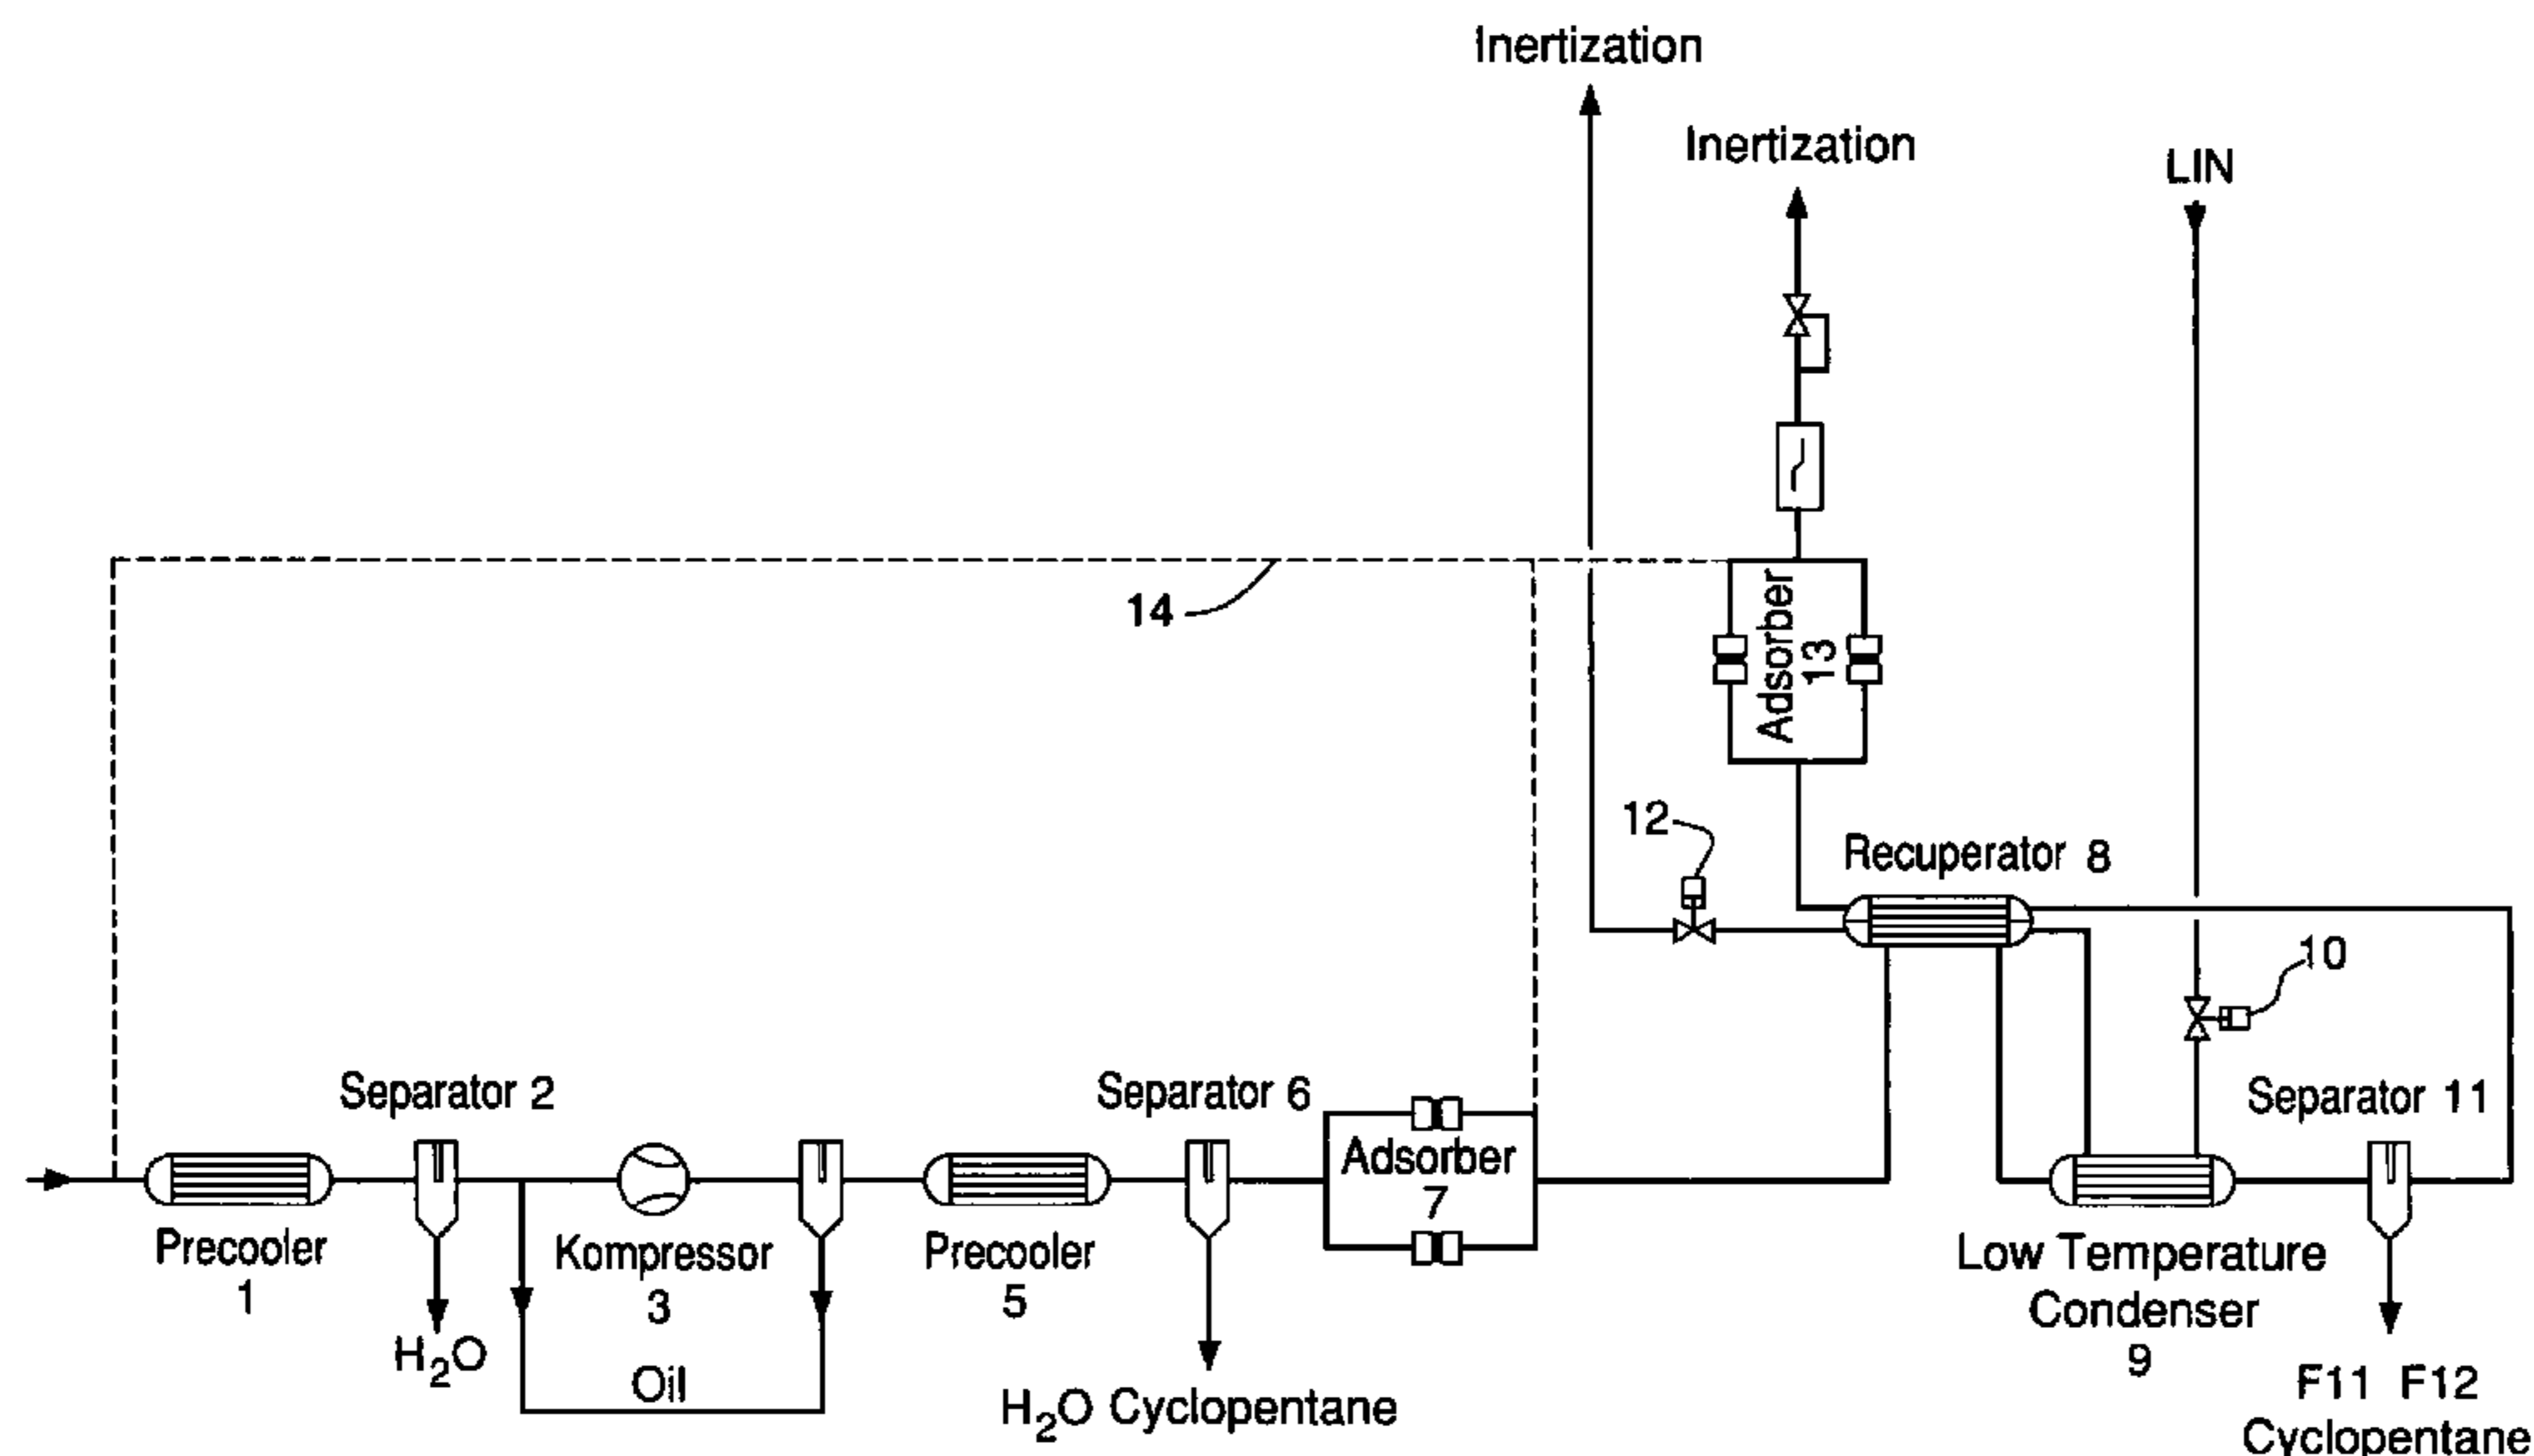 Inertization
Inertization
LIN
14
Adsorber
13
12
Recuperator 8
10
Separator 2
Separator 6
Separator 11
Adsorber
7
Precooler
1
Kompressor
3
Precooler
5
Low Temperature
Condenser
9
H₂O
Oil
H₂O Cyclopentane
F11 F12
Cyclopentane